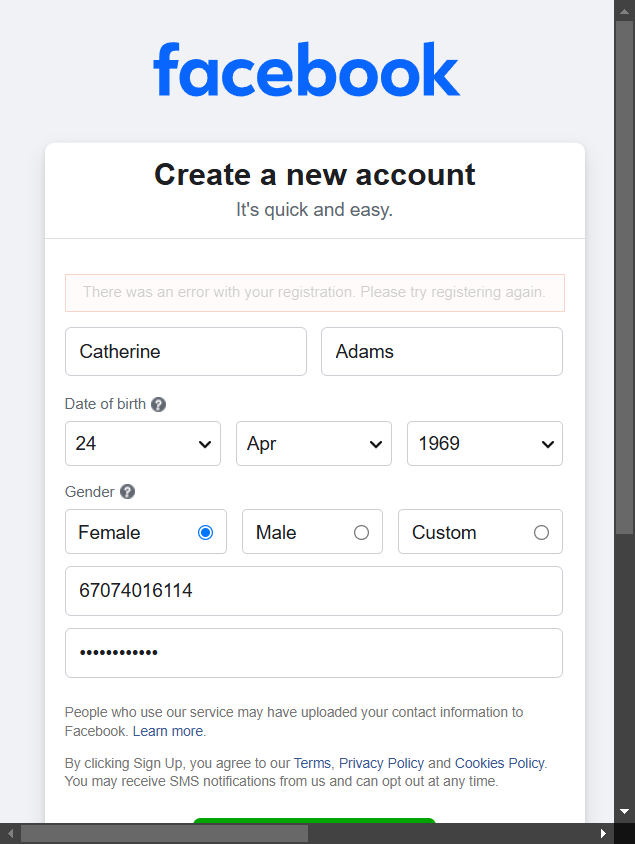 facebook
Create a new account
It's quick and easy.
There was an error with your registration. Please try registering again.
Catherine Adams
Date of birth ?
24 Apr 1969
Gender ?
Female Male Custom
67074016114
••••••••••••
People who use our service may have uploaded your contact information to
Facebook. Learn more.
By clicking Sign Up, you agree to our Terms, Privacy Policy and Cookies Policy.
You may receive SMS notifications from us and can opt out at any time.